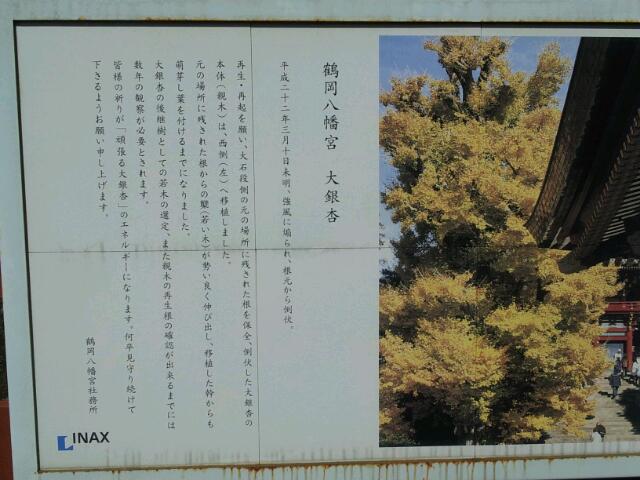 鶴岡八幡宮　大銀杏
平成二十二年三月十日未明、強風に煽られ、根元から倒伏。
再生・再起を願い、大石段側の元の場所に残された根を保全、倒伏した大銀杏の
本体(親木)は、西側(左)へ移植しました。
元の場所に残された根からの蘖(若い木)が勢い良く伸び出し、移植した幹からも
萌芽し葉を付けるまでになりました。
大銀杏の後継樹としての若木の選定、また親木の再生根の確認が出来るまでには
数年の観察が必要とされます。
皆様の祈りが「頑張る大銀杏」のエネルギーになります。何卒見守り続けて
下さるようお願い申し上げます。
鶴岡八幡宮社務所
INAX